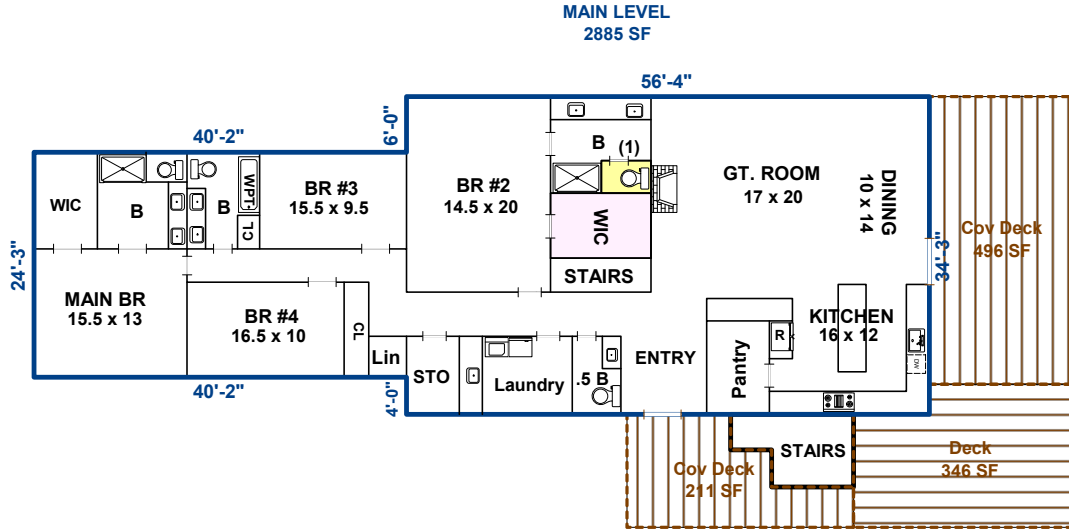 MAIN LEVEL
2885 SF
56'-4"
40'-2"
6'-0"
WIC
B
B
WPT
CL
BR #3
15.5 x 9.5
BR #2
14.5 x 20
B
(1)
WIC
STAIRS
GT. ROOM
17 x 20
DINING
10 x 14
Cov Deck
496 SF
34'-3"
24'-3"
MAIN BR
15.5 x 13
BR #4
16.5 x 10
CL
Lin
STO
Laundry
.5 B
ENTRY
Pantry
R
KITCHEN
16 x 12
DW
40'-2"
4'-0"
Cov Deck
211 SF
STAIRS
Deck
346 SF